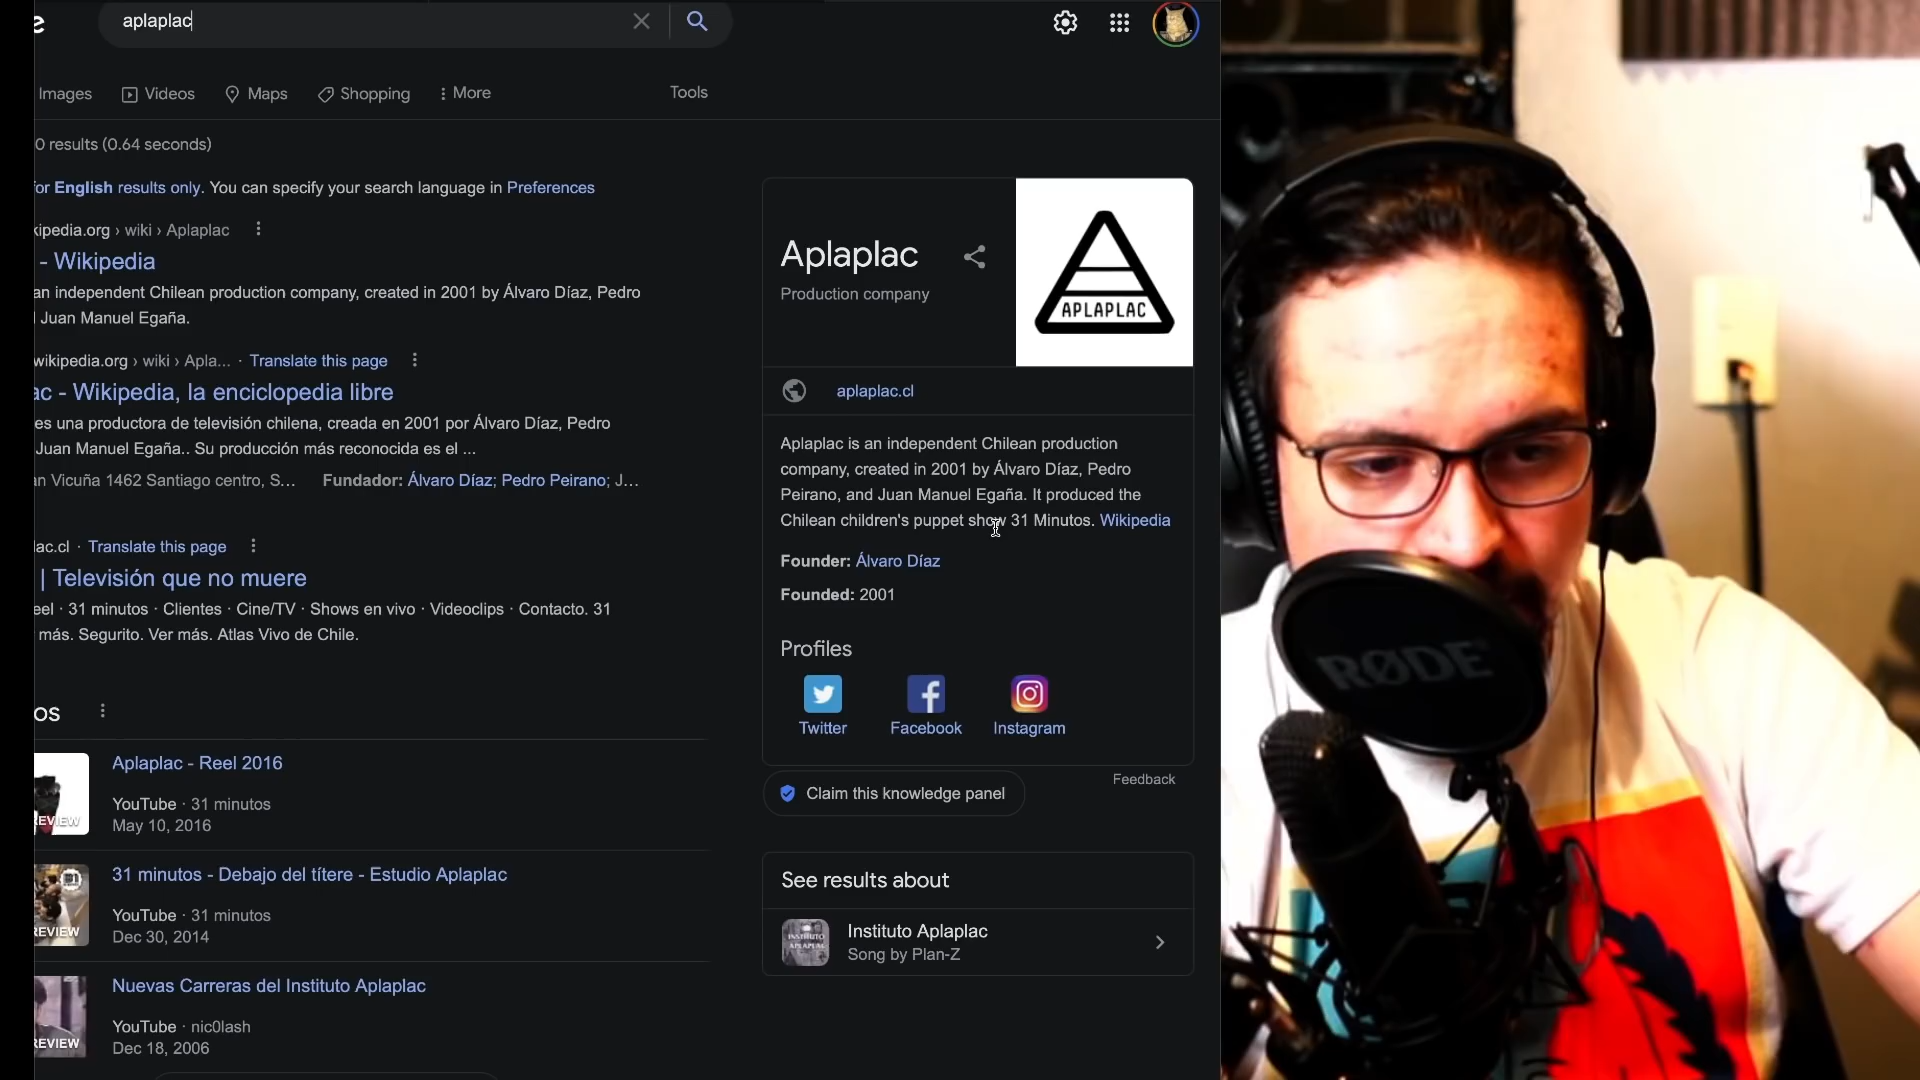 e
aplaplac
Images Videos Maps Shopping More Tools
0 results (0.64 seconds)
for English results only. You can specify your search language in Preferences
kipedia.org › wiki › Aplaplac
- Wikipedia
an independent Chilean production company, created in 2001 by Álvaro Díaz, Pedro
Juan Manuel Egaña.
wikipedia.org › wiki › Apla... · Translate this page
ac - Wikipedia, la enciclopedia libre
es una productora de televisión chilena, creada en 2001 por Álvaro Díaz, Pedro
Juan Manuel Egaña.. Su producción más reconocida es el ...
an Vicuña 1462 Santiago centro, S... Fundador: Álvaro Díaz; Pedro Peirano; J...
lac.cl · Translate this page
| Televisión que no muere
eel · 31 minutos · Clientes · Cine/TV · Shows en vivo · Videoclips · Contacto. 31
más. Segurito. Ver más. Atlas Vivo de Chile.
os
Aplaplac - Reel 2016
YouTube · 31 minutos
May 10, 2016
REVIEW
31 minutos - Debajo del títere - Estudio Aplaplac
YouTube · 31 minutos
Dec 30, 2014
REVIEW
Nuevas Carreras del Instituto Aplaplac
YouTube · nic0lash
Dec 18, 2006
REVIEW
Aplaplac
Production company
APLAPLAC
aplaplac.cl
Aplaplac is an independent Chilean production
company, created in 2001 by Álvaro Díaz, Pedro
Peirano, and Juan Manuel Egaña. It produced the
Chilean children's puppet show 31 Minutos. Wikipedia
Founder: Álvaro Díaz
Founded: 2001
Profiles
Twitter Facebook Instagram
Feedback
Claim this knowledge panel
See results about
INSTITUTO
APLAPLAC
Instituto Aplaplac
Song by Plan-Z
RØDE